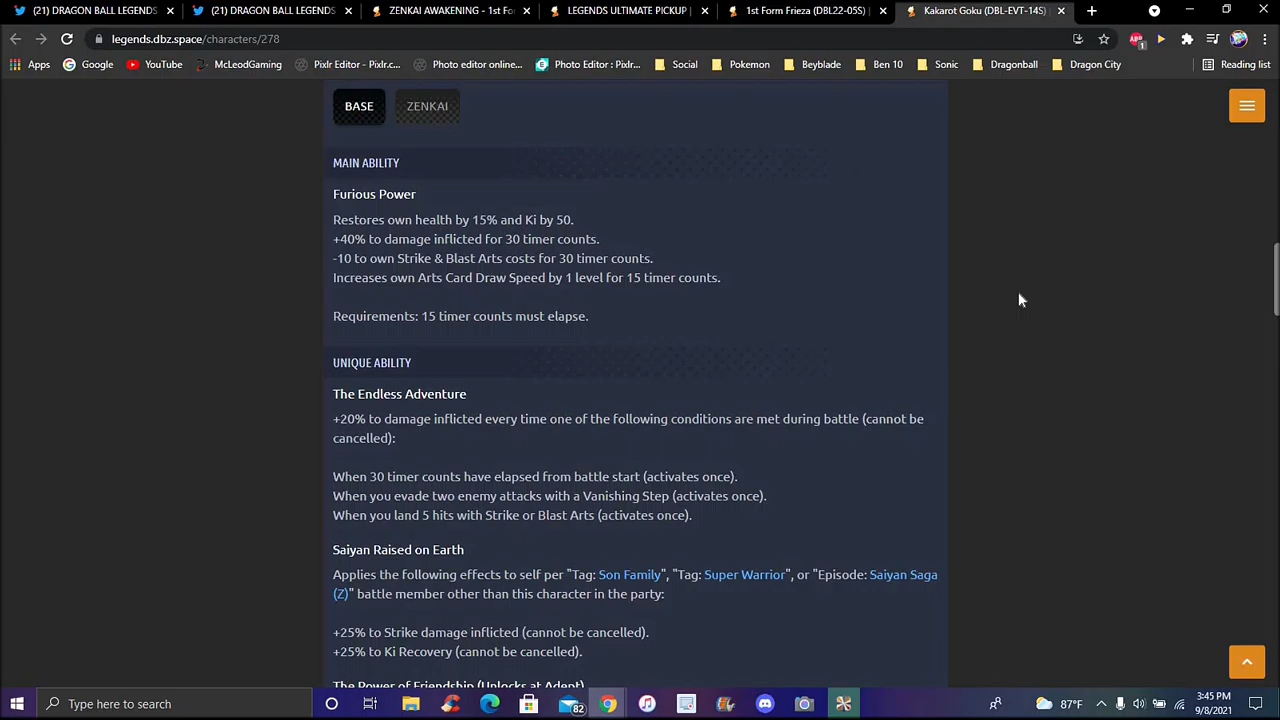 (21) DRAGON BALL LEGENDS
(21) DRAGON BALL LEGENDS
ZENKAI AWAKENING - 1st Fo
LEGENDS ULTIMATE PICKUP |
1st Form Frieza (DBL22-05S) |
Kakarot Goku (DBL-EVT-14S) |
legends.dbz.space/characters/278
1
Apps
Google
YouTube
McLeodGaming
Pixlr Editor - Pixlr.c...
Photo editor online...
Photo Editor : Pixlr...
Social
Pokemon
Beyblade
Ben 10
Sonic
Dragonball
Dragon City
Reading list
BASE
ZENKAI
MAIN ABILITY
Furious Power
Restores own health by 15% and Ki by 50.
+40% to damage inflicted for 30 timer counts.
-10 to own Strike & Blast Arts costs for 30 timer counts.
Increases own Arts Card Draw Speed by 1 level for 15 timer counts.
Requirements: 15 timer counts must elapse.
UNIQUE ABILITY
The Endless Adventure
+20% to damage inflicted every time one of the following conditions are met during battle (cannot be
cancelled):
When 30 timer counts have elapsed from battle start (activates once).
When you evade two enemy attacks with a Vanishing Step (activates once).
When you land 5 hits with Strike or Blast Arts (activates once).
Saiyan Raised on Earth
Applies the following effects to self per "Tag: Son Family", "Tag: Super Warrior", or "Episode: Saiyan Saga
(Z)" battle member other than this character in the party:
+25% to Strike damage inflicted (cannot be cancelled).
+25% to Ki Recovery (cannot be cancelled).
The Power of Friendship (Unlocks at Adept)
Type here to search
82
87°F
3:45 PM
9/8/2021